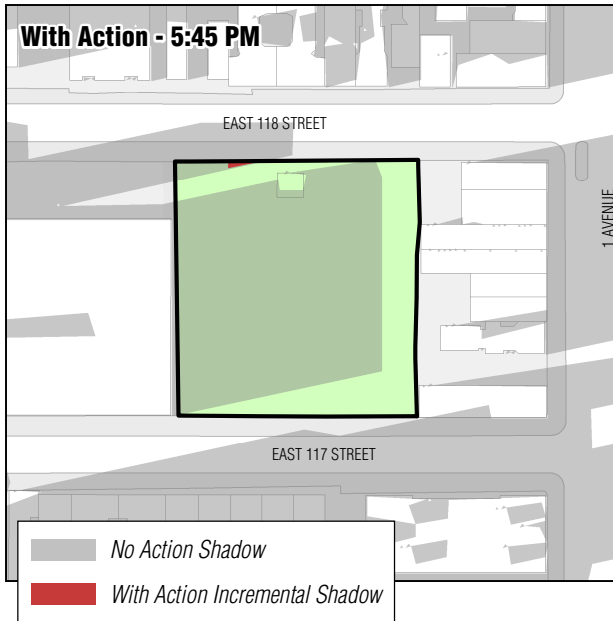 With Action - 5:45 PM
EAST 118 STREET
1 AVENUE
EAST 117 STREET
No Action Shadow
With Action Incremental Shadow